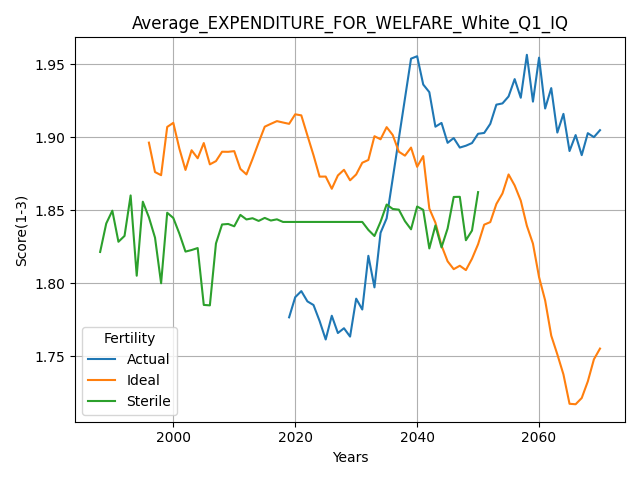 Average_EXPENDITURE_FOR_WELFARE_White_Q1_IQ
Score(1-3)
1.95
1.90
1.85
1.80
1.75
Fertility
Actual
Ideal
Sterile
2000 2020 2040 2060
Years